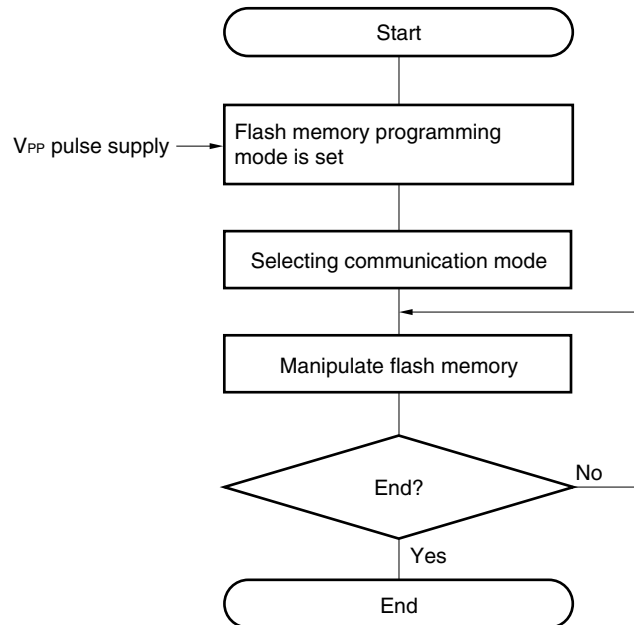 Start
VPP pulse supply
Flash memory programming
mode is set
Selecting communication mode
Manipulate flash memory
End?
No
Yes
End